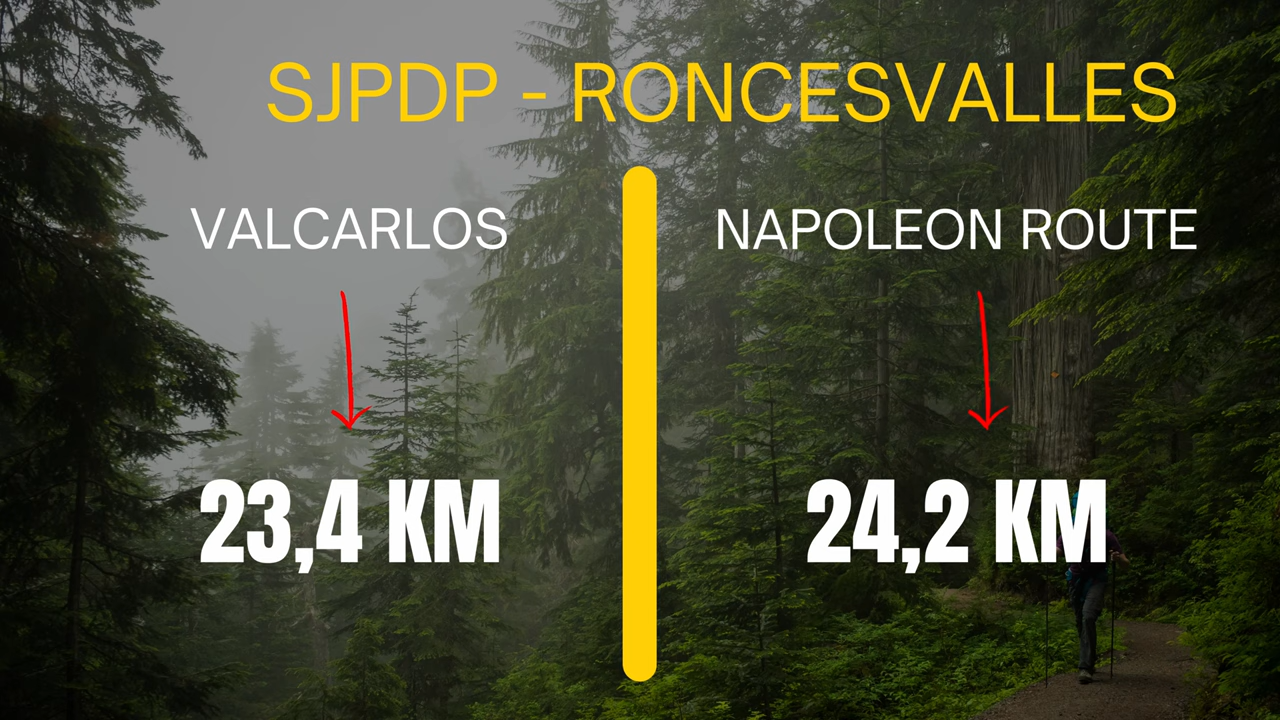 SJPDP - RONCESVALLES
VALCARLOS
NAPOLEON ROUTE
23,4 KM
24,2 KM